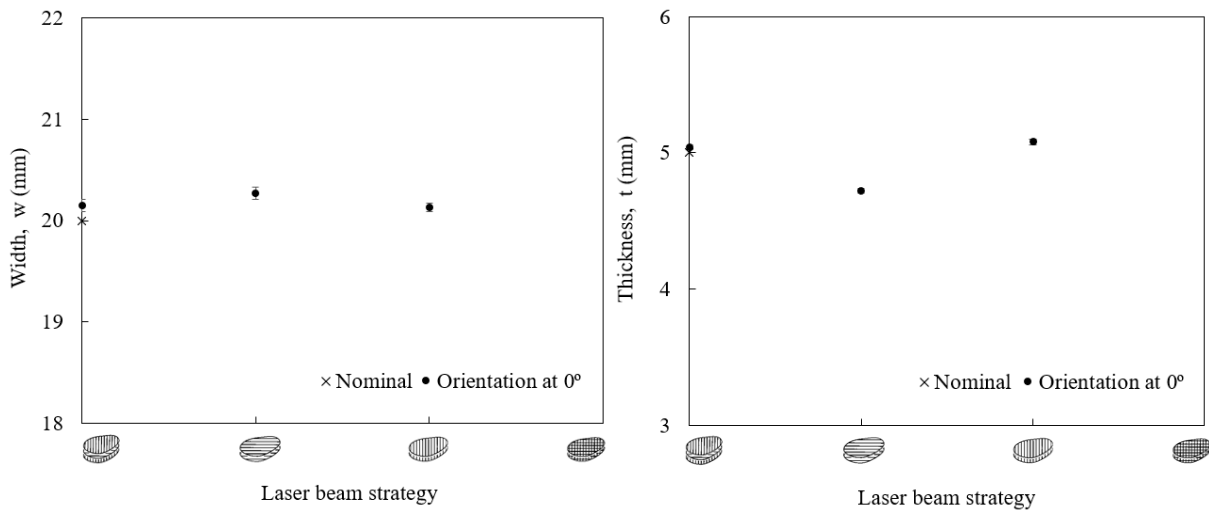 22
21
20
19
18
Width, w (mm)
× Nominal ● Orientation at 0º
Laser beam strategy
6
5
4
3
Thickness, t (mm)
× Nominal ● Orientation at 0º
Laser beam strategy